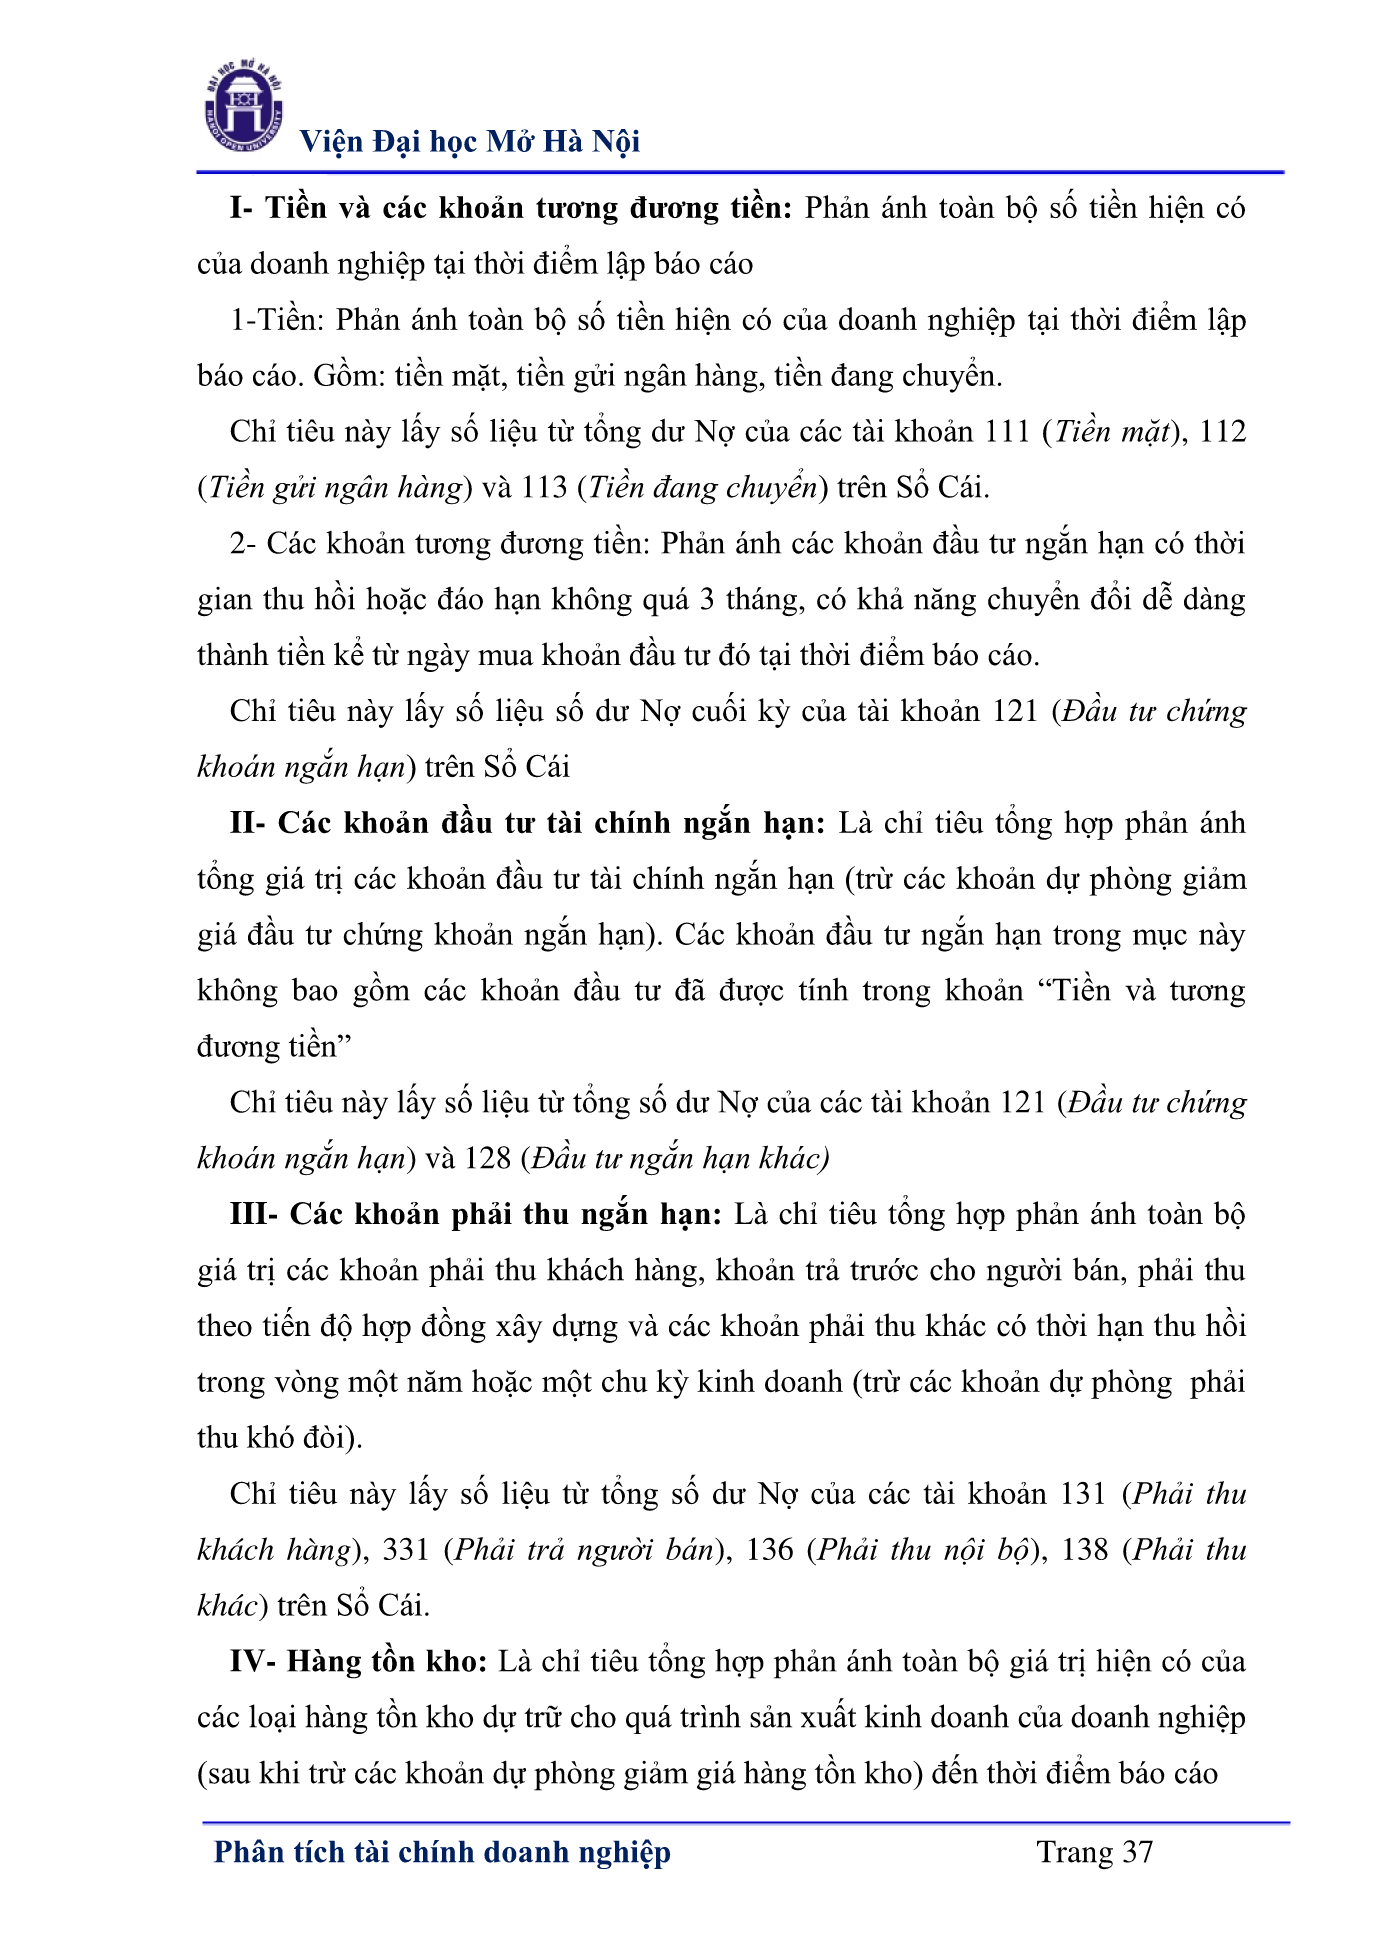 ĐẠI HỌC MỞ HÀ NỘI
HANOI OPEN UNIVERSITY
Viện Đại học Mở Hà Nội
I- Tiền và các khoản tương đương tiền: Phản ánh toàn bộ số tiền hiện có
của doanh nghiệp tại thời điểm lập báo cáo
1-Tiền: Phản ánh toàn bộ số tiền hiện có của doanh nghiệp tại thời điểm lập
báo cáo. Gồm: tiền mặt, tiền gửi ngân hàng, tiền đang chuyển.
Chỉ tiêu này lấy số liệu từ tổng dư Nợ của các tài khoản 111 (Tiền mặt), 112
(Tiền gửi ngân hàng) và 113 (Tiền đang chuyển) trên Sổ Cái.
2- Các khoản tương đương tiền: Phản ánh các khoản đầu tư ngắn hạn có thời
gian thu hồi hoặc đáo hạn không quá 3 tháng, có khả năng chuyển đổi dễ dàng
thành tiền kể từ ngày mua khoản đầu tư đó tại thời điểm báo cáo.
Chỉ tiêu này lấy số liệu số dư Nợ cuối kỳ của tài khoản 121 (Đầu tư chứng
khoán ngắn hạn) trên Sổ Cái
II- Các khoản đầu tư tài chính ngắn hạn: Là chỉ tiêu tổng hợp phản ánh
tổng giá trị các khoản đầu tư tài chính ngắn hạn (trừ các khoản dự phòng giảm
giá đầu tư chứng khoản ngắn hạn). Các khoản đầu tư ngắn hạn trong mục này
không bao gồm các khoản đầu tư đã được tính trong khoản “Tiền và tương
đương tiền”
Chỉ tiêu này lấy số liệu từ tổng số dư Nợ của các tài khoản 121 (Đầu tư chứng
khoán ngắn hạn) và 128 (Đầu tư ngắn hạn khác)
III- Các khoản phải thu ngắn hạn: Là chỉ tiêu tổng hợp phản ánh toàn bộ
giá trị các khoản phải thu khách hàng, khoản trả trước cho người bán, phải thu
theo tiến độ hợp đồng xây dựng và các khoản phải thu khác có thời hạn thu hồi
trong vòng một năm hoặc một chu kỳ kinh doanh (trừ các khoản dự phòng  phải
thu khó đòi).
Chỉ tiêu này lấy số liệu từ tổng số dư Nợ của các tài khoản 131 (Phải thu
khách hàng), 331 (Phải trả người bán), 136 (Phải thu nội bộ), 138 (Phải thu
khác) trên Sổ Cái.
IV- Hàng tồn kho: Là chỉ tiêu tổng hợp phản ánh toàn bộ giá trị hiện có của
các loại hàng tồn kho dự trữ cho quá trình sản xuất kinh doanh của doanh nghiệp
(sau khi trừ các khoản dự phòng giảm giá hàng tồn kho) đến thời điểm báo cáo
Phân tích tài chính doanh nghiệp Trang 37